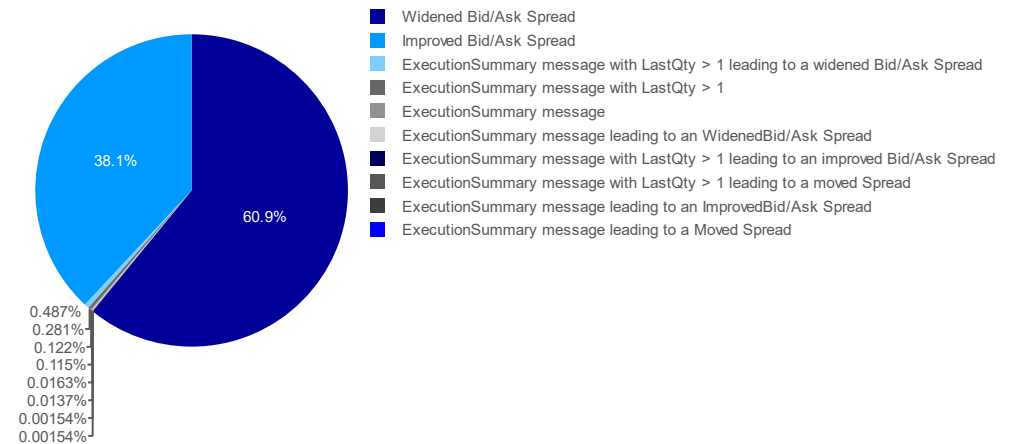 Widened Bid/Ask Spread
Improved Bid/Ask Spread
ExecutionSummary message with LastQty > 1 leading to a widened Bid/Ask Spread
ExecutionSummary message with LastQty > 1
ExecutionSummary message
ExecutionSummary message leading to an WidenedBid/Ask Spread
ExecutionSummary message with LastQty > 1 leading to an improved Bid/Ask Spread
ExecutionSummary message with LastQty > 1 leading to a moved Spread
ExecutionSummary message leading to an ImprovedBid/Ask Spread
ExecutionSummary message leading to a Moved Spread
38.1%
60.9%
0.487%
0.281%
0.122%
0.115%
0.0163%
0.0137%
0.00154%
0.00154%